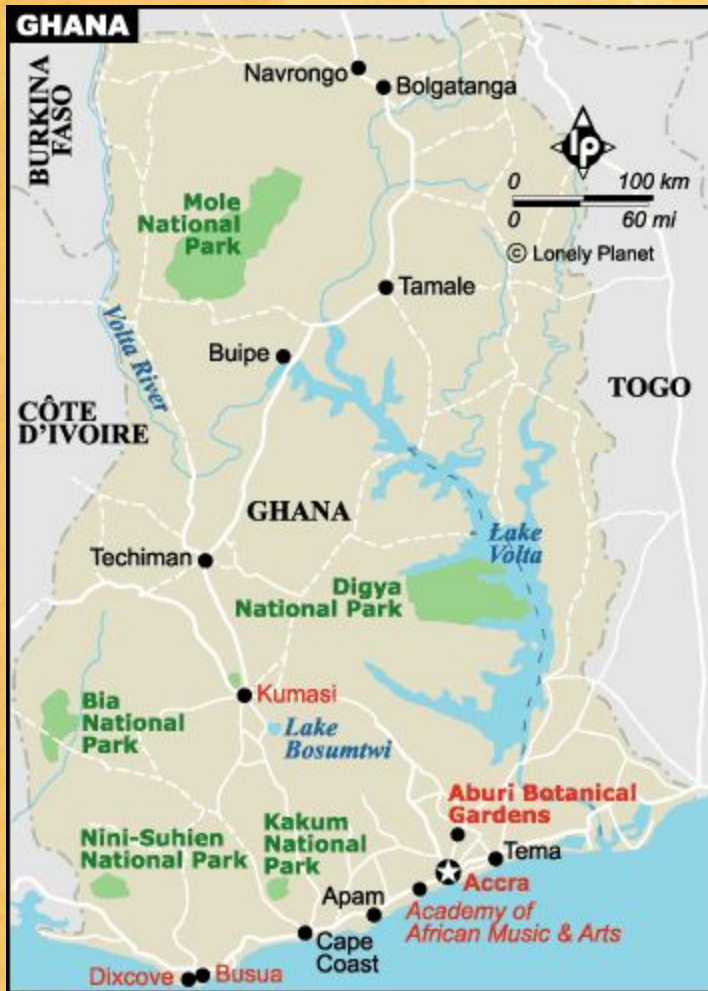 GHANA
BURKINA
FASO
Navrongo
Bolgatanga
lp
0 100 km
0 60 mi
© Lonely Planet
Mole
National
Park
Tamale
Volta River
Buipe
TOGO
CÔTE
D'IVOIRE
GHANA
Lake
Volta
Techiman
Digya
National Park
Kumasi
Bia
National
Park
Lake
Bosumtwi
Aburi Botanical
Gardens
Nini-Suhien
National Park
Kakum
National
Park
Tema
Accra
Apam
Academy of
African Music & Arts
Cape
Coast
Dixcove
Busua